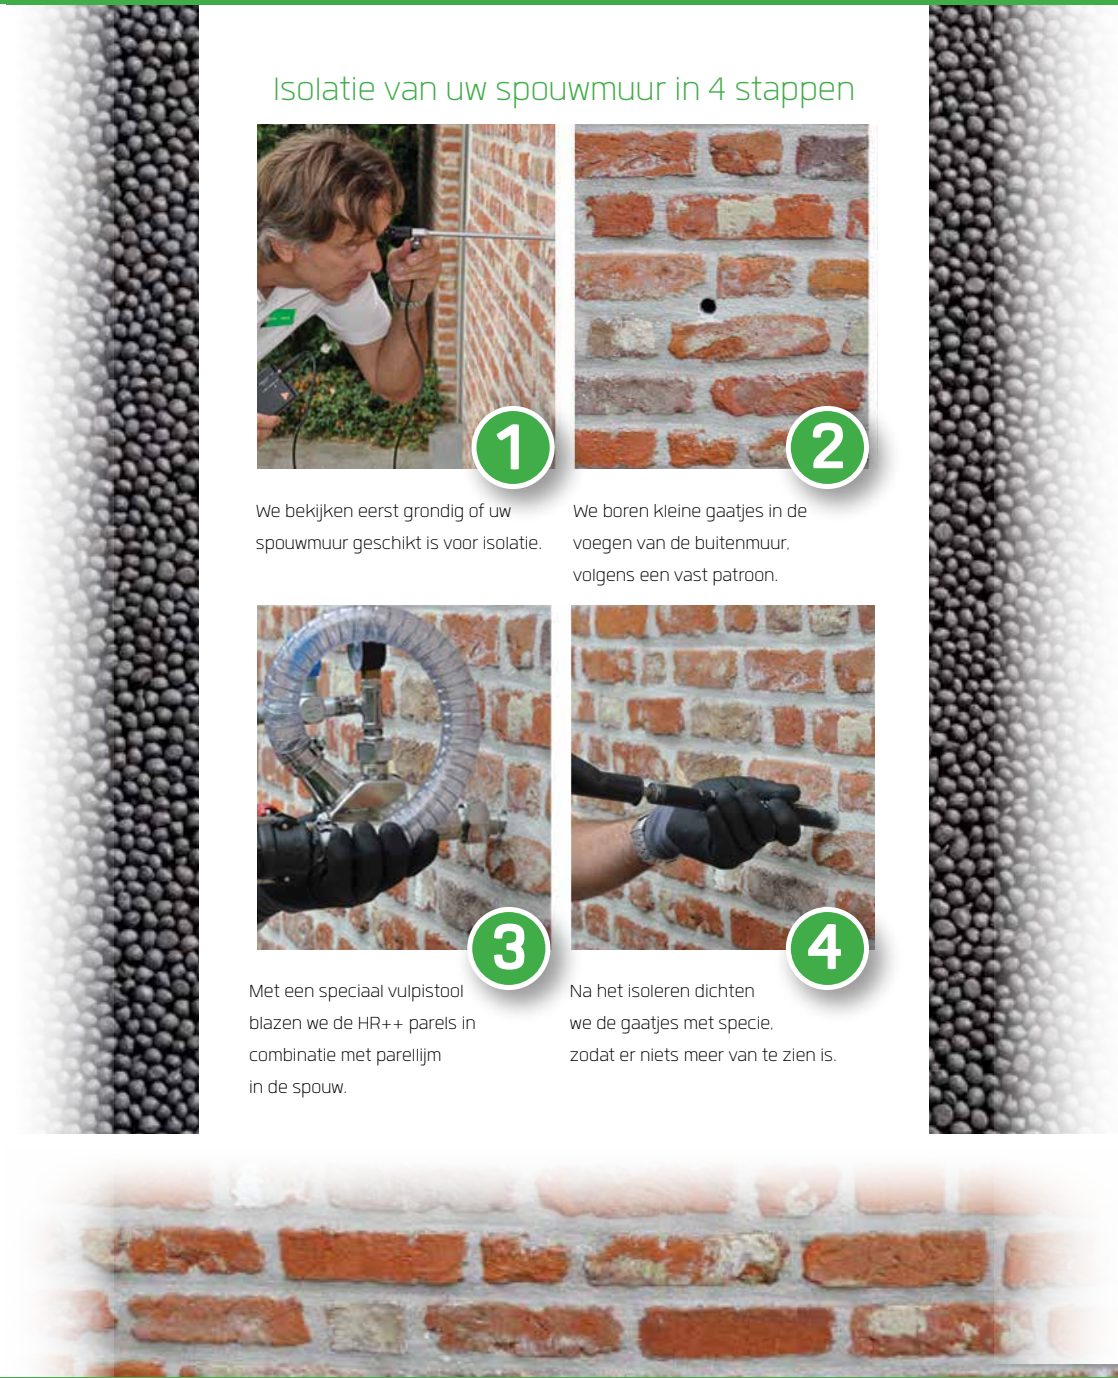 Isolatie van uw spouwmuur in 4 stappen
1
2
We bekijken eerst grondig of uw
spouwmuur geschikt is voor isolatie.
We boren kleine gaatjes in de
voegen van de buitenmuur,
volgens een vast patroon.
3
4
Met een speciaal vulpistool
blazen we de HR++ parels in
combinatie met parellijm
in de spouw.
Na het isoleren dichten
we de gaatjes met specie,
zodat er niets meer van te zien is.